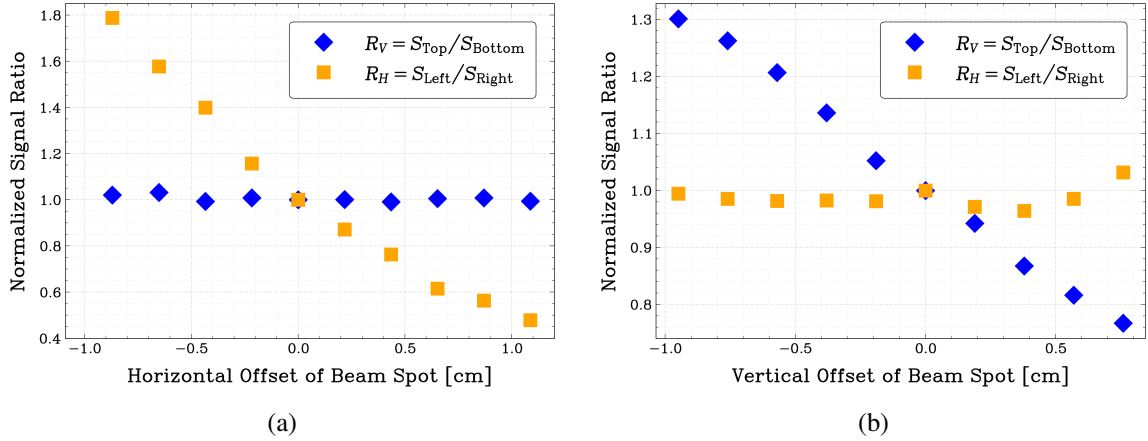 1.8
1.6
1.4
1.2
1.0
0.8
0.6
0.4
Normalized Signal Ratio
R_V = S_Top/S_Bottom
R_H = S_Left/S_Right
−1.0 −0.5 0.0 0.5 1.0
Horizontal Offset of Beam Spot [cm]
(a)
1.3
1.2
1.1
1.0
0.9
0.8
Normalized Signal Ratio
R_V = S_Top/S_Bottom
R_H = S_Left/S_Right
−1.0 −0.5 0.0 0.5
Vertical Offset of Beam Spot [cm]
(b)